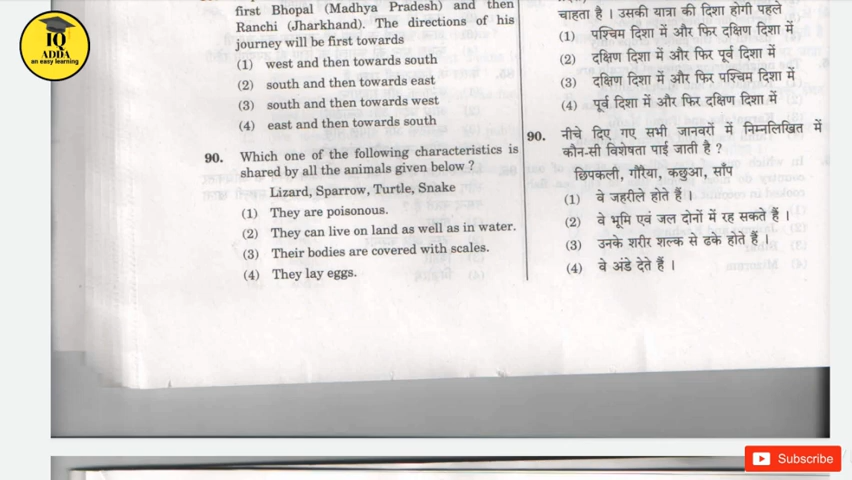 IQ
ADDA
an easy learning
first Bhopal (Madhya Pradesh) and then
Ranchi (Jharkhand). The directions of his
journey will be first towards
(1) west and then towards south
(2) south and then towards east
(3) south and then towards west
(4) east and then towards south
90. Which one of the following characteristics is
shared by all the animals given below ?
Lizard, Sparrow, Turtle, Snake
(1) They are poisonous.
(2) They can live on land as well as in water.
(3) Their bodies are covered with scales.
(4) They lay eggs.
चाहता है । उसकी यात्रा की दिशा होगी पहले
(1) पश्चिम दिशा में और फिर दक्षिण दिशा में
(2) दक्षिण दिशा में और फिर पूर्व दिशा में
(3) दक्षिण दिशा में और फिर पश्चिम दिशा में
(4) पूर्व दिशा में और फिर दक्षिण दिशा में
90. नीचे दिए गए सभी जानवरों में निम्नलिखित में
कौन-सी विशेषता पाई जाती है ?
छिपकली, गौरैया, कछुआ, साँप
(1) वे जहरीले होते हैं ।
(2) वे भूमि एवं जल दोनों में रह सकते हैं ।
(3) उनके शरीर शल्क से ढके होते हैं ।
(4) वे अंडे देते हैं ।
Subscribe